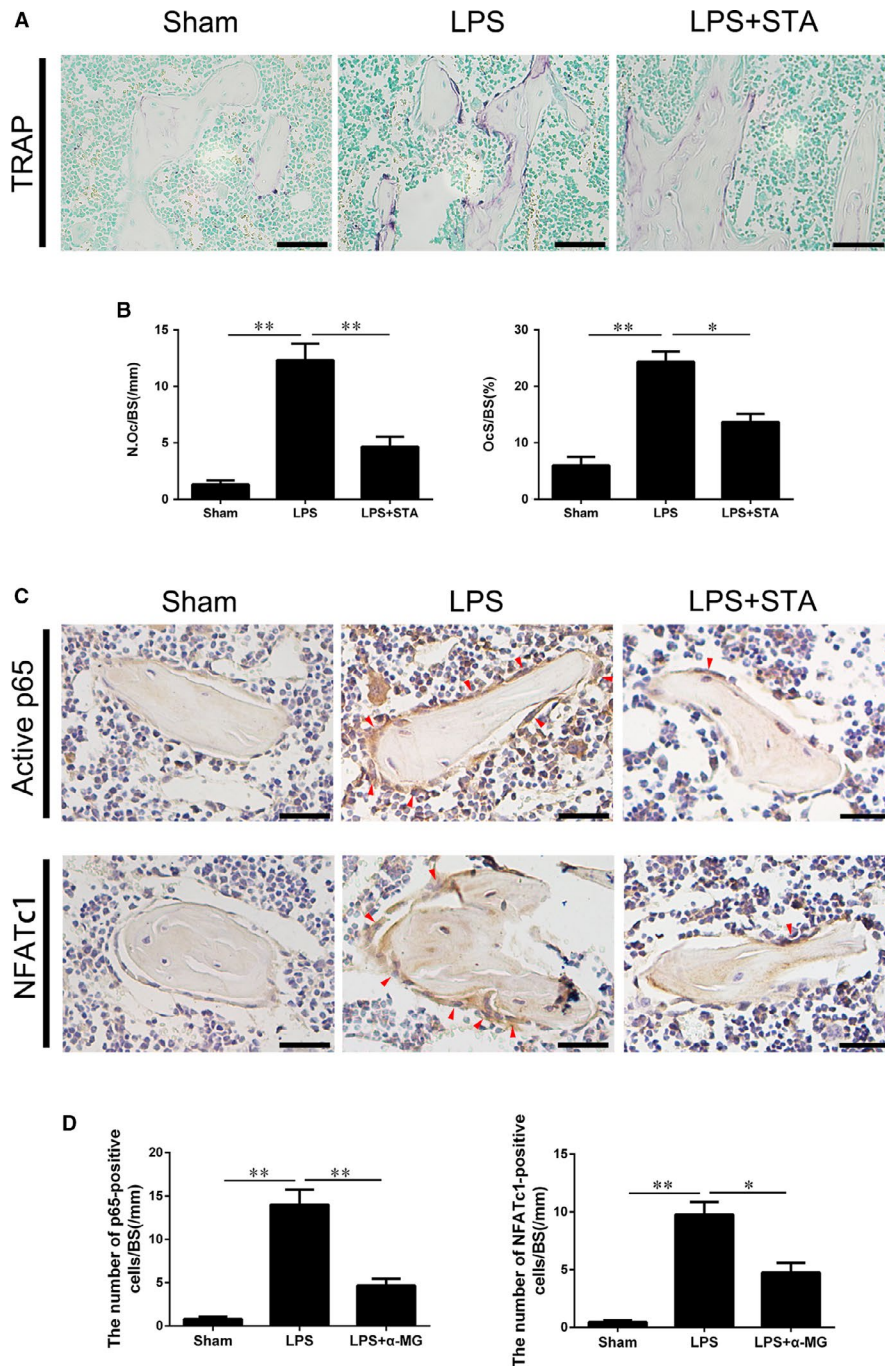 A
Sham
LPS
LPS+STA
TRAP
B
N.Oc/BS(/mm)
15
10
5
0
**
**
Sham
LPS
LPS+STA
OcS/BS(%)
30
20
10
0
**
*
Sham
LPS
LPS+STA
C
Sham
LPS
LPS+STA
Active p65
NFATc1
D
The number of p65-positive
cells/BS(/mm)
20
15
10
5
0
**
**
Sham
LPS
LPS+α-MG
The number of NFATc1-positive
cells/BS(/mm)
15
10
5
0
**
*
Sham
LPS
LPS+α-MG